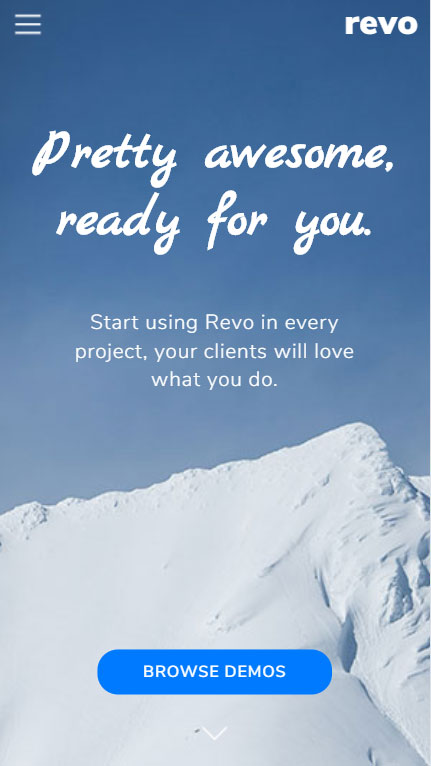 revo
Pretty awesome,
ready for you.
Start using Revo in every
project, your clients will love
what you do.
BROWSE DEMOS